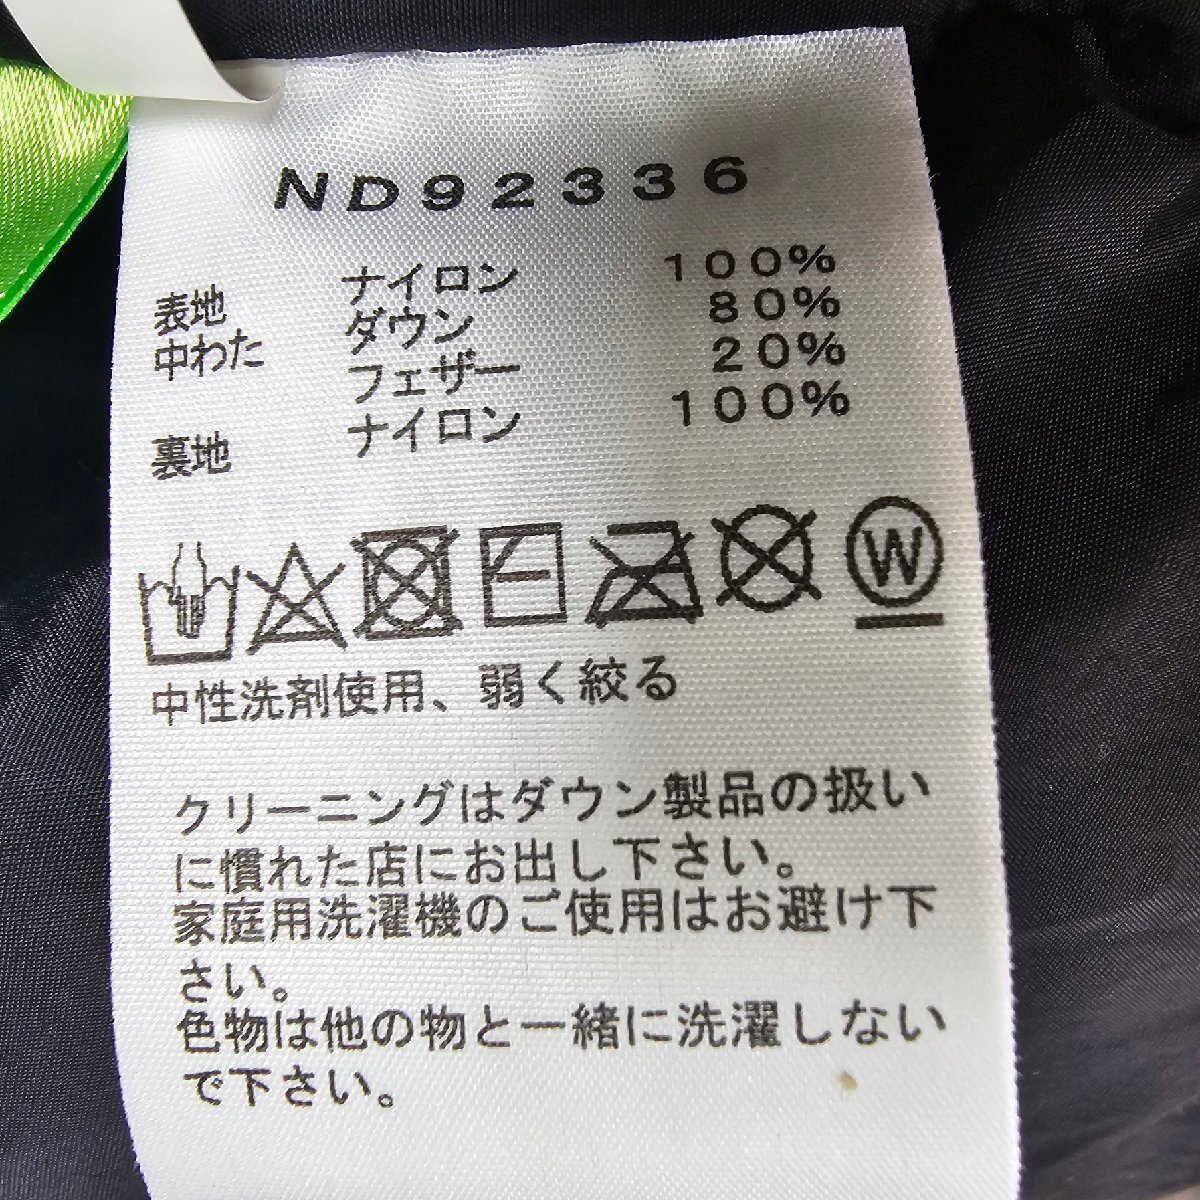 ND92336
表地 ナイロン 100%
中わた ダウン 80%
フェザー 20%
裏地 ナイロン 100%
W
中性洗剤使用、弱く絞る
クリーニングはダウン製品の扱い
に慣れた店にお出し下さい。
家庭用洗濯機のご使用はお避け下
さい。
色物は他の物と一緒に洗濯しない
で下さい。